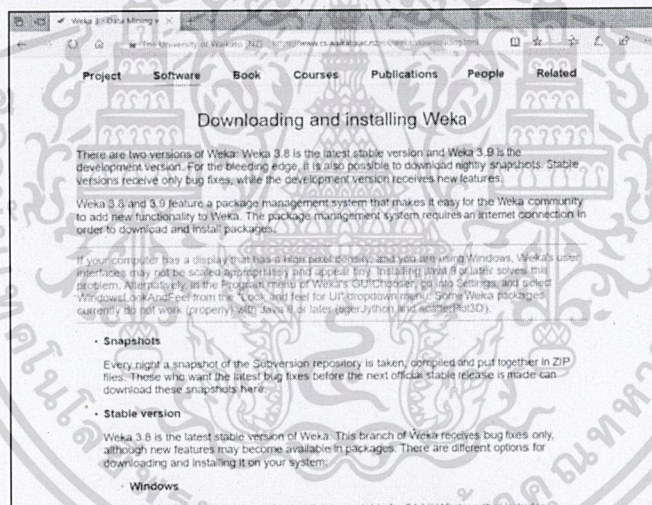 Weka 3 - Data Mining w
The University of Waikato [NZ]
Project Software Book Courses Publications People Related
Downloading and installing Weka
There are two versions of Weka: Weka 3.8 is the latest stable version and Weka 3.9 is the
development version. For the bleeding edge, it is also possible to download nightly snapshots. Stable
versions receive only bug fixes, while the development version receives new features.
Weka 3.8 and 3.9 feature a package management system that makes it easy for the Weka community
to add new functionality to Weka. The package management system requires an internet connection in
order to download and install packages.
If your computer has a display that has a high pixel density, and you are using Windows, Weka's user
interfaces may not be scaled appropriately and appear tiny. Installing Java 9 or later solves this
problem. Alternatively, in the Program menu of Weka's GUIChooser, go into Settings, and select
WindowsLookAndFeel from the "Look and feel for UI" dropdown menu. Some Weka packages
currently do not work (properly) with Java 9 or later (tigerJython and scatterPlot3D).
· Snapshots
Every night a snapshot of the Subversion repository is taken, compiled and put together in ZIP
files. Those who want the latest bug fixes before the next official stable release is made can
download these snapshots here.
· Stable version
Weka 3.8 is the latest stable version of Weka. This branch of Weka receives bug fixes only,
although new features may become available in packages. There are different options for
downloading and installing it on your system:
· Windows